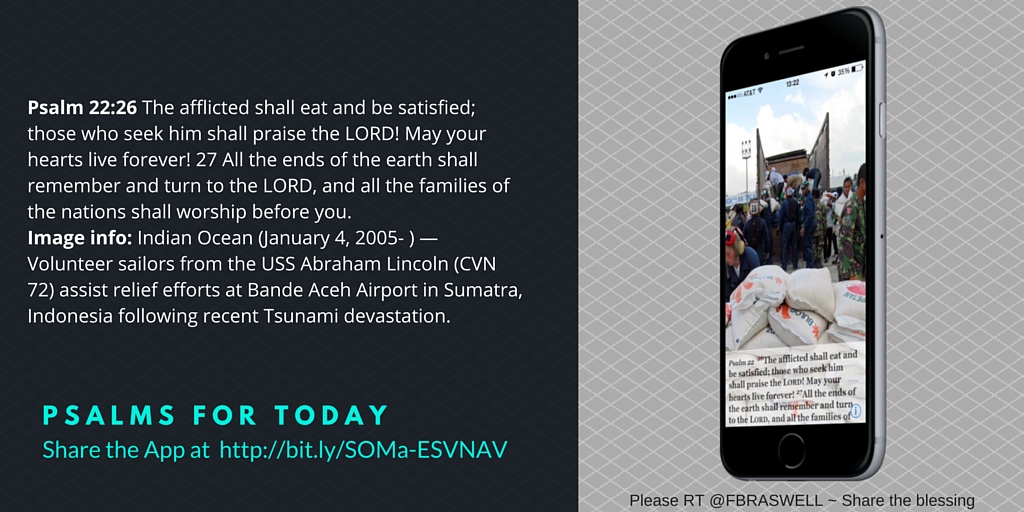 Psalm 22:26 The afflicted shall eat and be satisfied;
those who seek him shall praise the LORD! May your
hearts live forever! 27 All the ends of the earth shall
remember and turn to the LORD, and all the families of
the nations shall worship before you.
Image info: Indian Ocean (January 4, 2005- ) —
Volunteer sailors from the USS Abraham Lincoln (CVN
72) assist relief efforts at Bande Aceh Airport in Sumatra,
Indonesia following recent Tsunami devastation.
PSALMS FOR TODAY
Share the App at http://bit.ly/SOMa-ESVNAV
AT&T 13:22 35%
Psalm 22 26The afflicted shall eat and
be satisfied; those who seek him
shall praise the LORD! May your
hearts live forever! 27All the ends of
the earth shall remember and turn
to the LORD, and all the families of
Please RT @FBRASWELL ~ Share the blessing